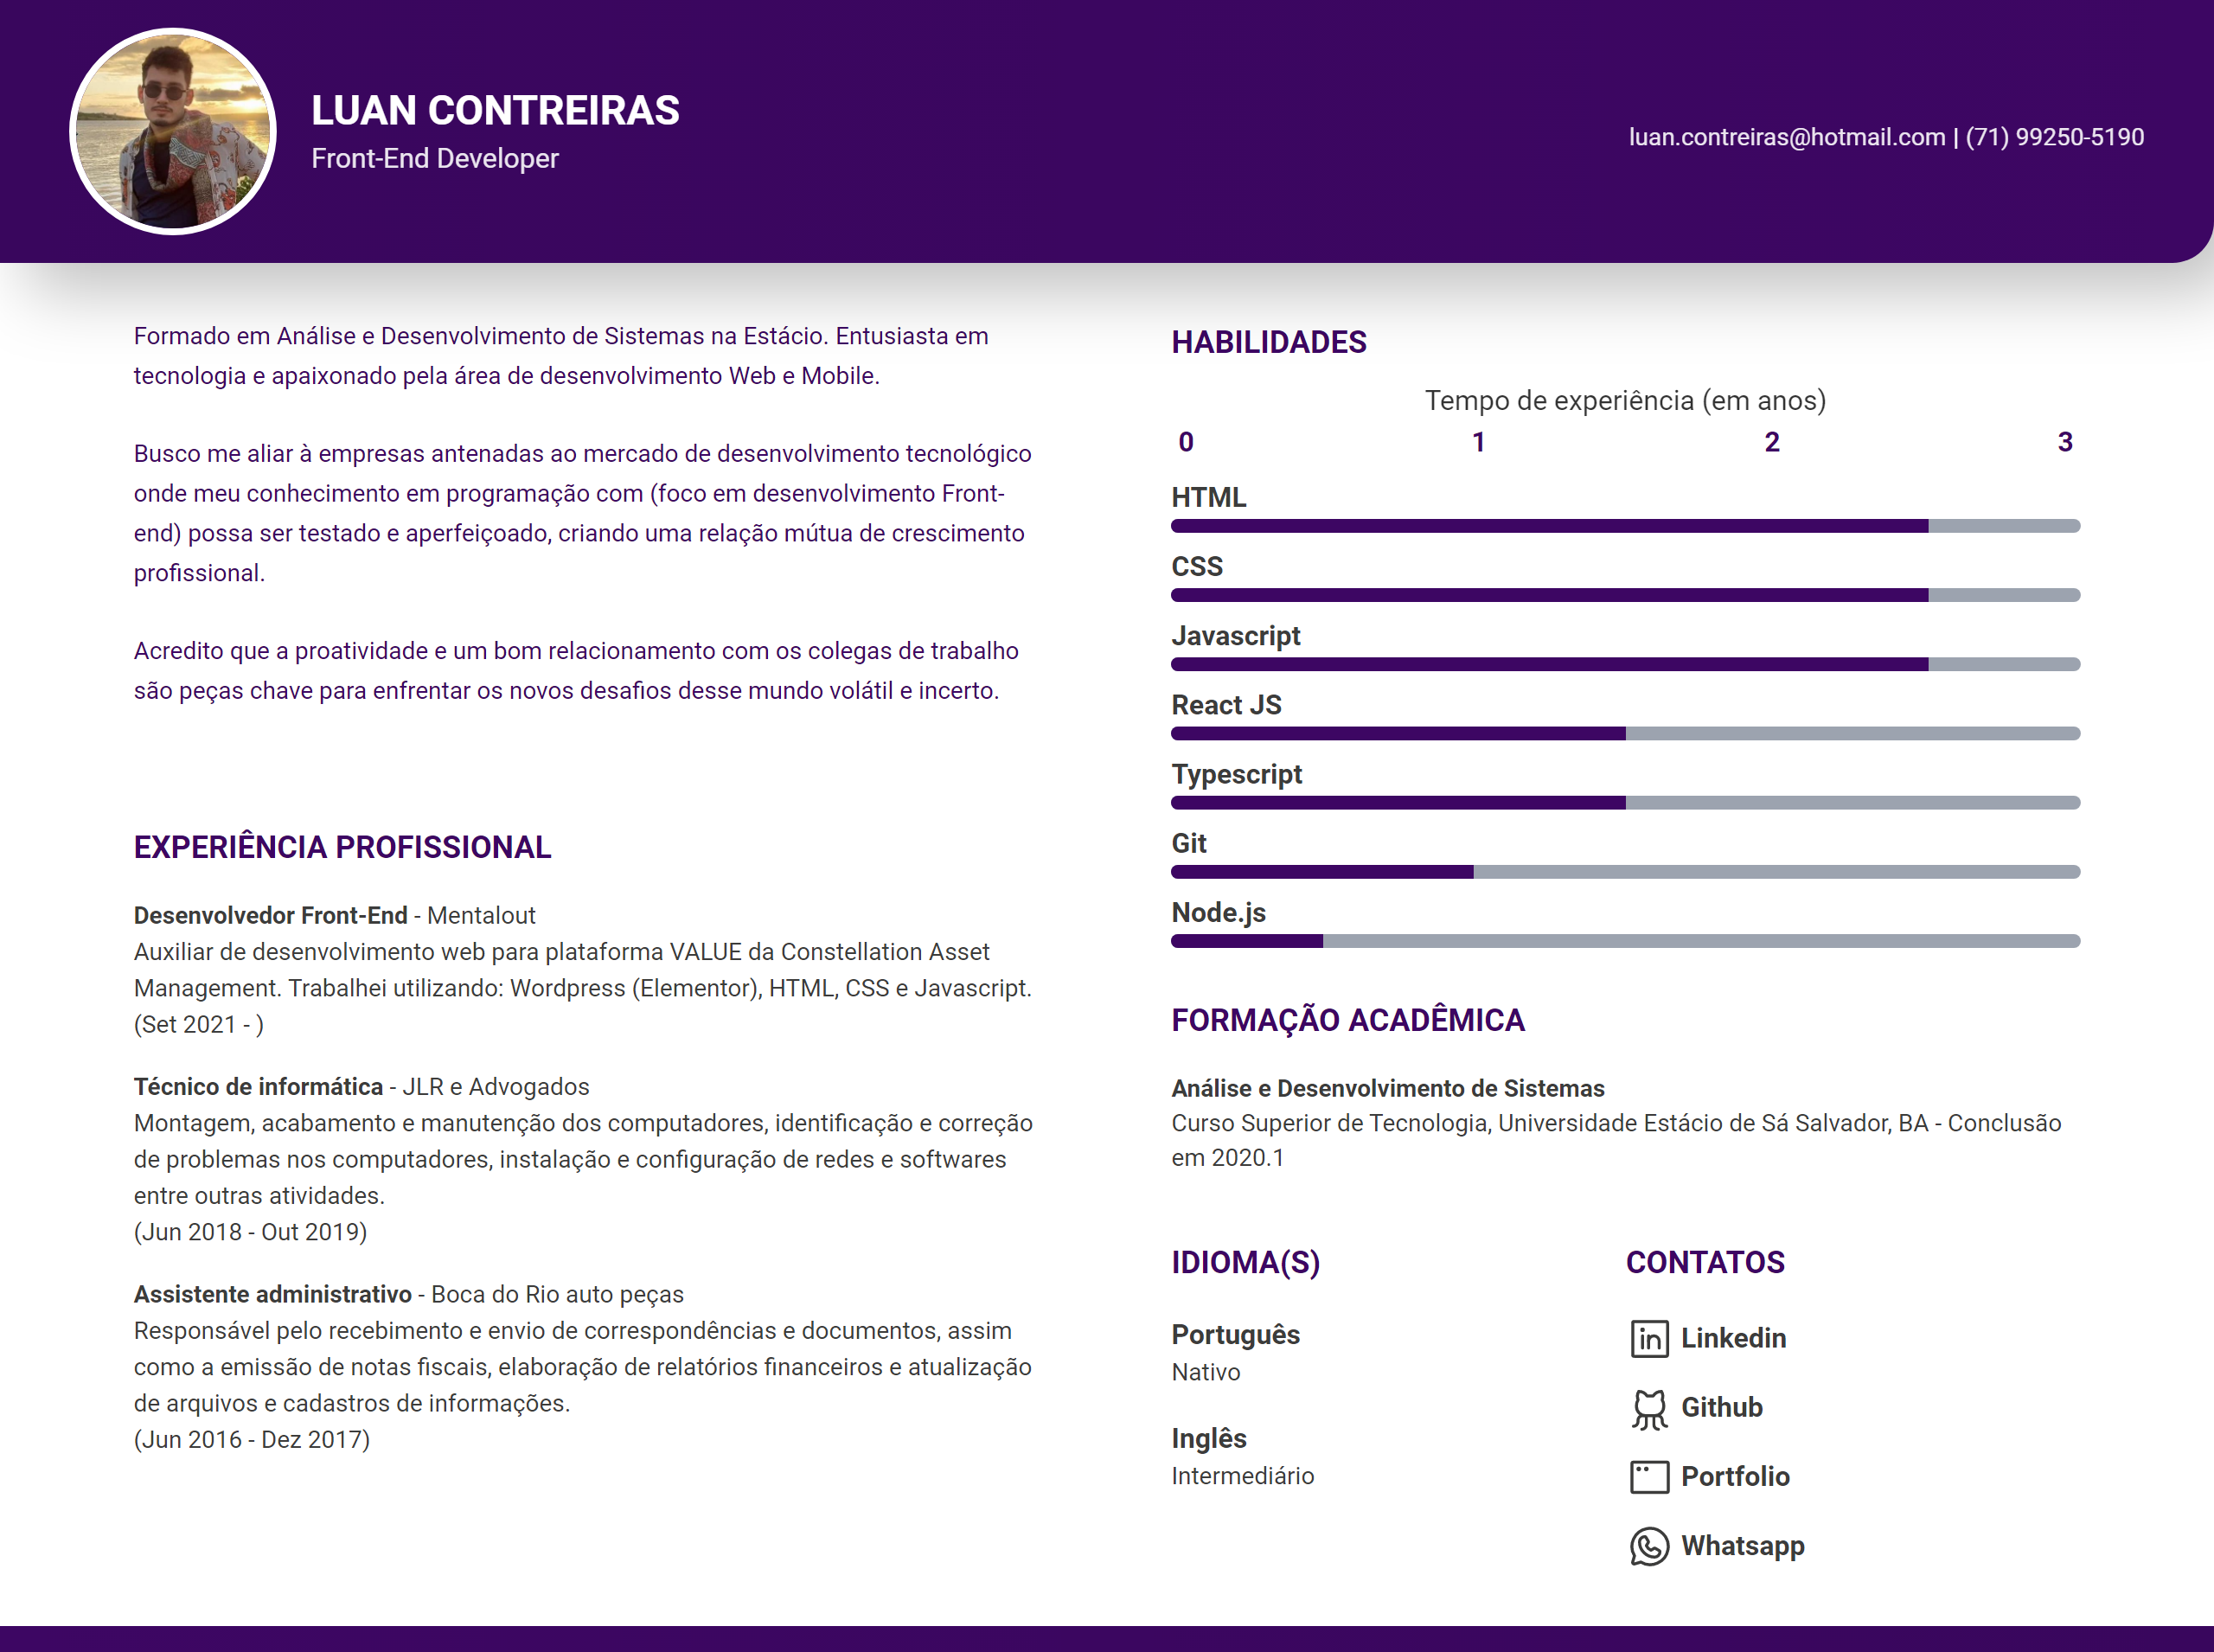 LUAN CONTREIRAS
Front-End Developer
luan.contreiras@hotmail.com | (71) 99250-5190
Formado em Análise e Desenvolvimento de Sistemas na Estácio. Entusiasta em
tecnologia e apaixonado pela área de desenvolvimento Web e Mobile.
Busco me aliar à empresas antenadas ao mercado de desenvolvimento tecnológico
onde meu conhecimento em programação com (foco em desenvolvimento Front-
end) possa ser testado e aperfeiçoado, criando uma relação mútua de crescimento
profissional.
Acredito que a proatividade e um bom relacionamento com os colegas de trabalho
são peças chave para enfrentar os novos desafios desse mundo volátil e incerto.
EXPERIÊNCIA PROFISSIONAL
Desenvolvedor Front-End - Mentalout
Auxiliar de desenvolvimento web para plataforma VALUE da Constellation Asset
Management. Trabalhei utilizando: Wordpress (Elementor), HTML, CSS e Javascript.
(Set 2021 - )
Técnico de informática - JLR e Advogados
Montagem, acabamento e manutenção dos computadores, identificação e correção
de problemas nos computadores, instalação e configuração de redes e softwares
entre outras atividades.
(Jun 2018 - Out 2019)
Assistente administrativo - Boca do Rio auto peças
Responsável pelo recebimento e envio de correspondências e documentos, assim
como a emissão de notas fiscais, elaboração de relatórios financeiros e atualização
de arquivos e cadastros de informações.
(Jun 2016 - Dez 2017)
HABILIDADES
Tempo de experiência (em anos)
0 1 2 3
HTML
CSS
Javascript
React JS
Typescript
Git
Node.js
FORMAÇÃO ACADÊMICA
Análise e Desenvolvimento de Sistemas
Curso Superior de Tecnologia, Universidade Estácio de Sá Salvador, BA - Conclusão
em 2020.1
IDIOMA(S)
Português
Nativo
Inglês
Intermediário
CONTATOS
in Linkedin
Github
Portfolio
Whatsapp